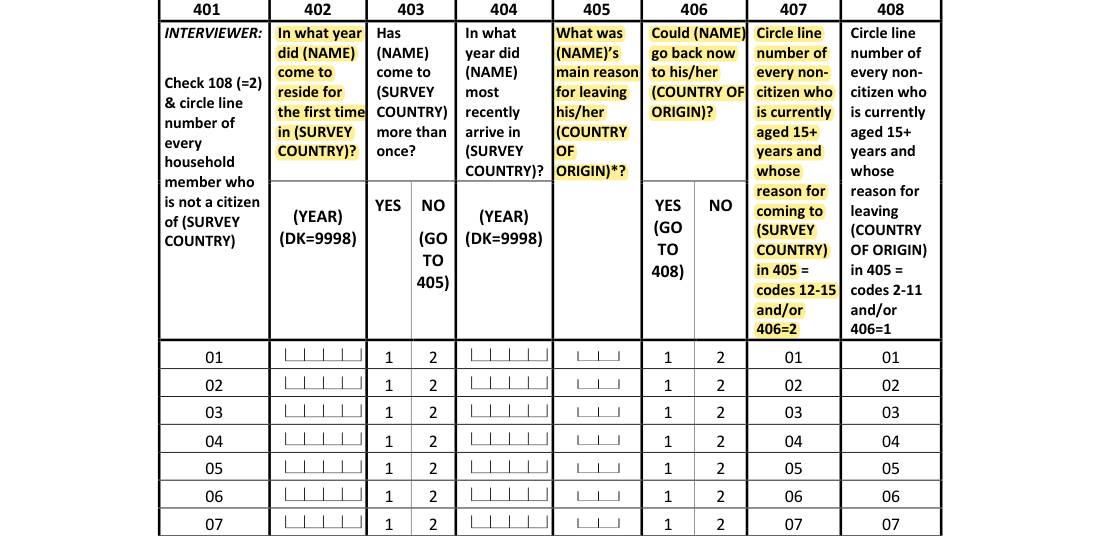 401 402 403 404 405 406 407 408
INTERVIEWER:
Check 108 (=2)
& circle line
number of
every
household
member who
is not a citizen
of (SURVEY
COUNTRY)
In what year
did (NAME)
come to
reside for
the first time
in (SURVEY
COUNTRY)?
(YEAR)
(DK=9998)
Has
(NAME)
come to
(SURVEY
COUNTRY)
more than
once?
YES
NO
(GO
TO
405)
In what
year did
(NAME)
most
recently
arrive in
(SURVEY
COUNTRY)?
(YEAR)
(DK=9998)
What was
(NAME)'s
main reason
for leaving
his/her
(COUNTRY
OF
ORIGIN)*?
Could (NAME)
go back now
to his/her
(COUNTRY OF
ORIGIN)?
YES
(GO
TO
408)
NO
Circle line
number of
every non-
citizen who
is currently
aged 15+
years and
whose
reason for
coming to
(SURVEY
COUNTRY)
in 405 =
codes 12-15
and/or
406=2
Circle line
number of
every non-
citizen who
is currently
aged 15+
years and
whose
reason for
leaving
(COUNTRY
OF ORIGIN)
in 405 =
codes 2-11
and/or
406=1
01 1 2 1 2 01 01
02 1 2 1 2 02 02
03 1 2 1 2 03 03
04 1 2 1 2 04 04
05 1 2 1 2 05 05
06 1 2 1 2 06 06
07 1 2 1 2 07 07